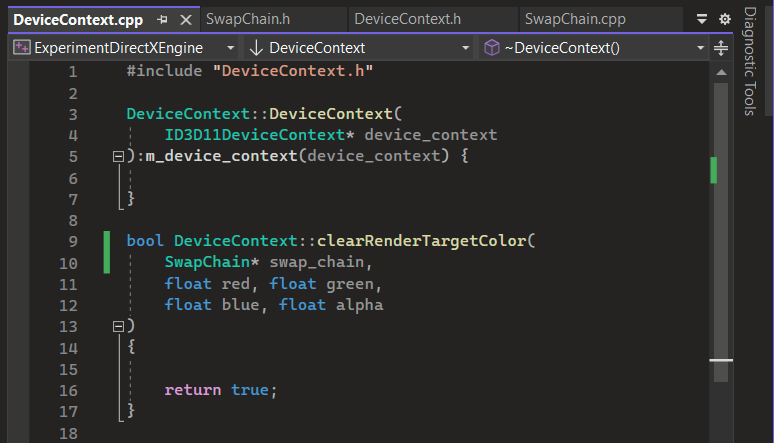 DeviceContext.cpp SwapChain.h DeviceContext.h SwapChain.cpp
ExperimentDirectXEngine DeviceContext ~DeviceContext()
Diagnostic Tools
1 #include "DeviceContext.h"
2
3 DeviceContext::DeviceContext(
4 ID3D11DeviceContext* device_context
5 ):m_device_context(device_context) {
6
7 }
8
9 bool DeviceContext::clearRenderTargetColor(
10 SwapChain* swap_chain,
11 float red, float green,
12 float blue, float alpha
13 )
14 {
15
16 return true;
17 }
18